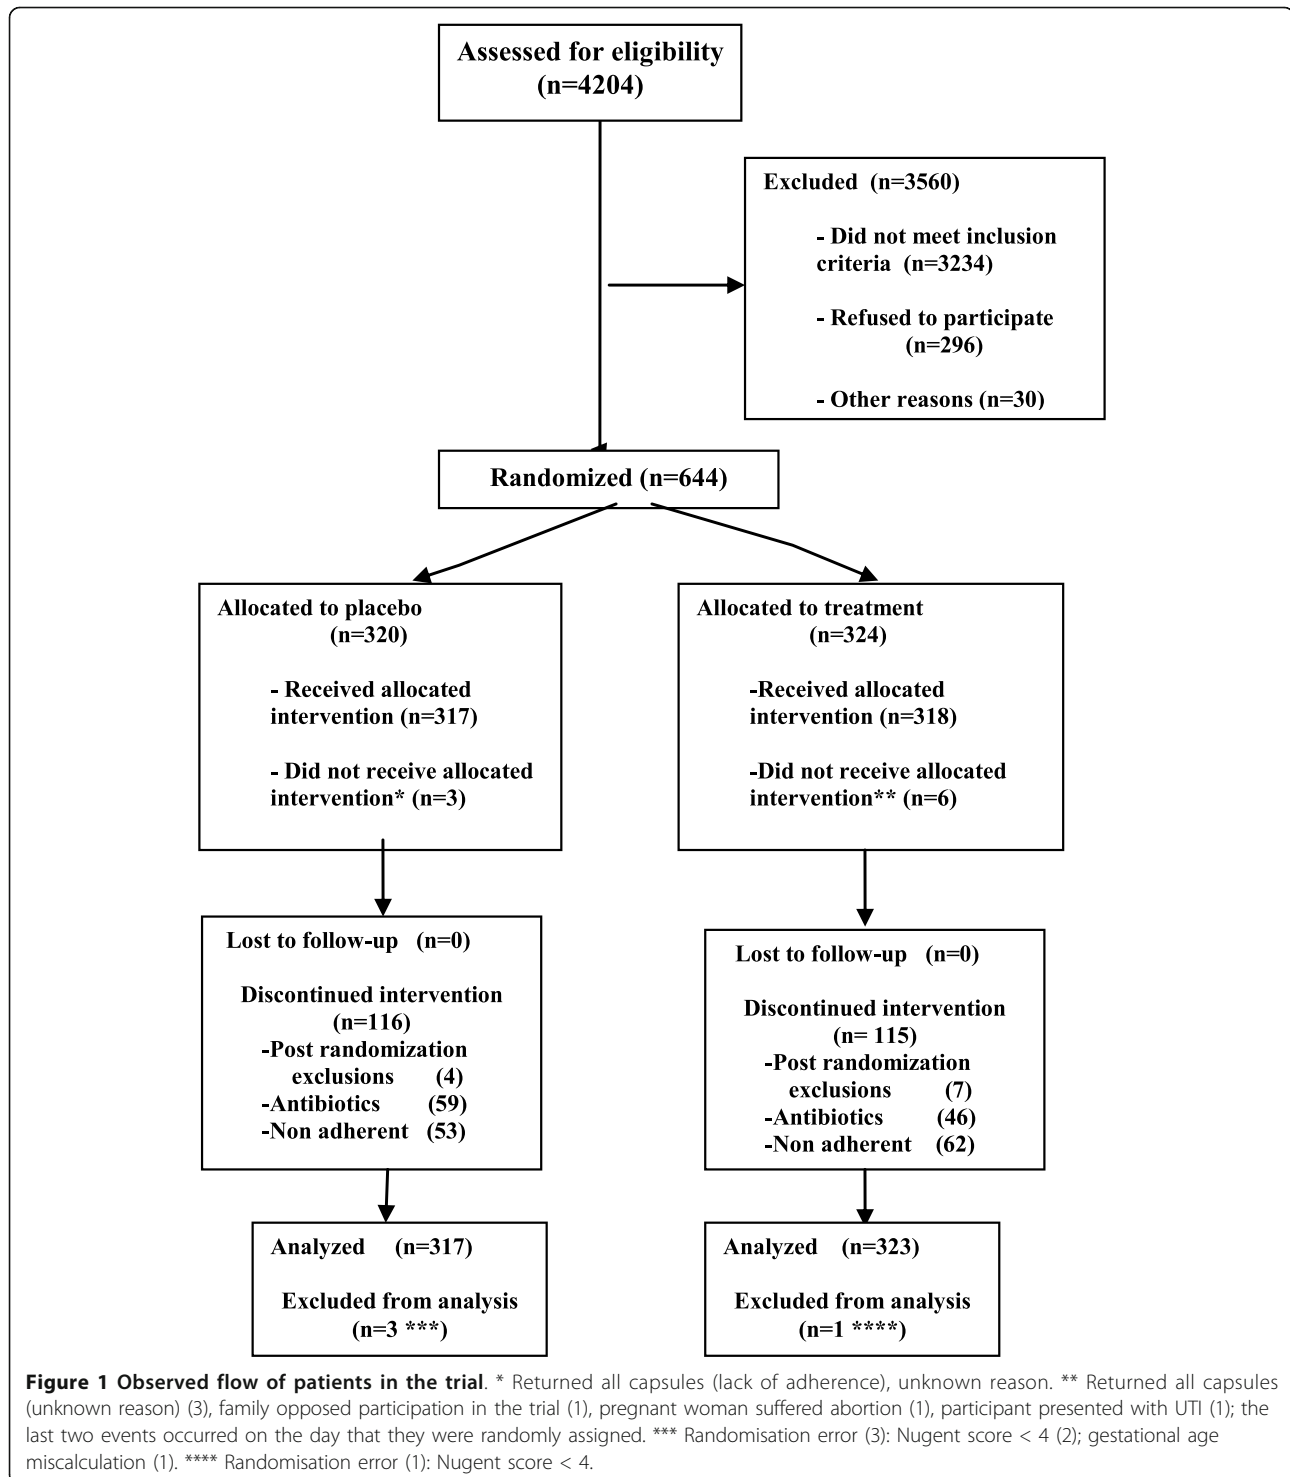 Assessed for eligibility
(n=4204)
Excluded (n=3560)
- Did not meet inclusion
criteria (n=3234)
- Refused to participate
(n=296)
- Other reasons (n=30)
Randomized (n=644)
Allocated to placebo
(n=320)
- Received allocated
intervention (n=317)
- Did not receive allocated
intervention* (n=3)
Allocated to treatment
(n=324)
-Received allocated
intervention (n=318)
-Did not receive allocated
intervention** (n=6)
Lost to follow-up (n=0)
Discontinued intervention
(n=116)
-Post randomization
exclusions (4)
-Antibiotics (59)
-Non adherent (53)
Lost to follow-up (n=0)
Discontinued intervention
(n= 115)
-Post randomization
exclusions (7)
-Antibiotics (46)
-Non adherent (62)
Analyzed (n=317)
Excluded from analysis
(n=3 ***)
Analyzed (n=323)
Excluded from analysis
(n=1 ****)
Figure 1 Observed flow of patients in the trial. * Returned all capsules (lack of adherence), unknown reason. ** Returned all capsules
(unknown reason) (3), family opposed participation in the trial (1), pregnant woman suffered abortion (1), participant presented with UTI (1); the
last two events occurred on the day that they were randomly assigned. *** Randomisation error (3): Nugent score < 4 (2); gestational age
miscalculation (1). **** Randomisation error (1): Nugent score < 4.